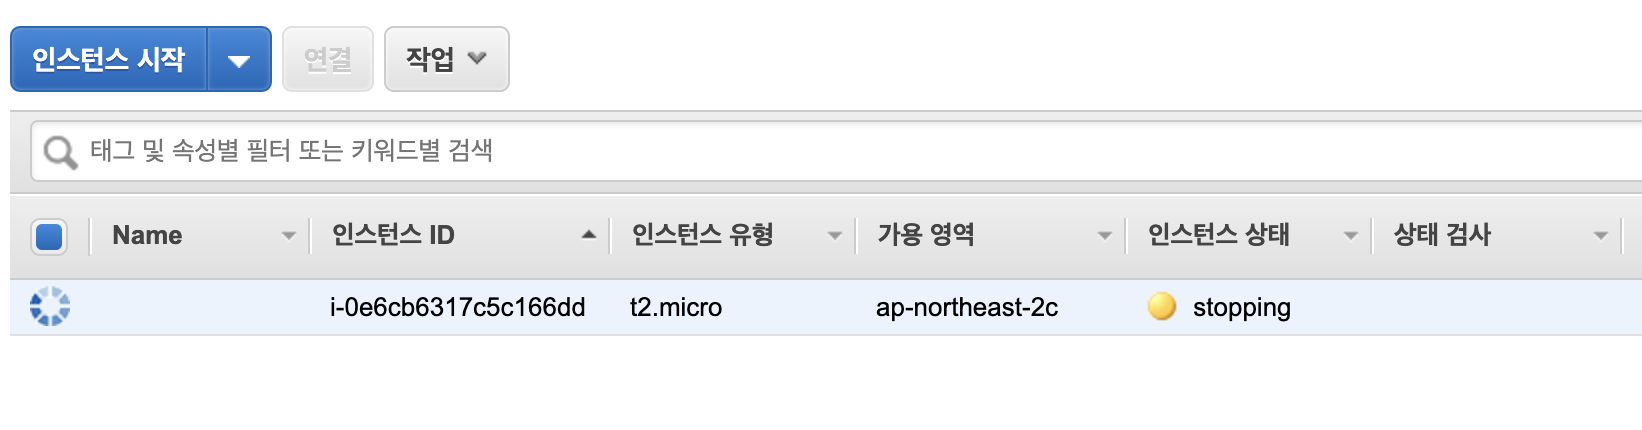 인스턴스 시작 연결 작업
태그 및 속성별 필터 또는 키워드별 검색
Name 인스턴스 ID 인스턴스 유형 가용 영역 인스턴스 상태 상태 검사
i-0e6cb6317c5c166dd t2.micro ap-northeast-2c stopping